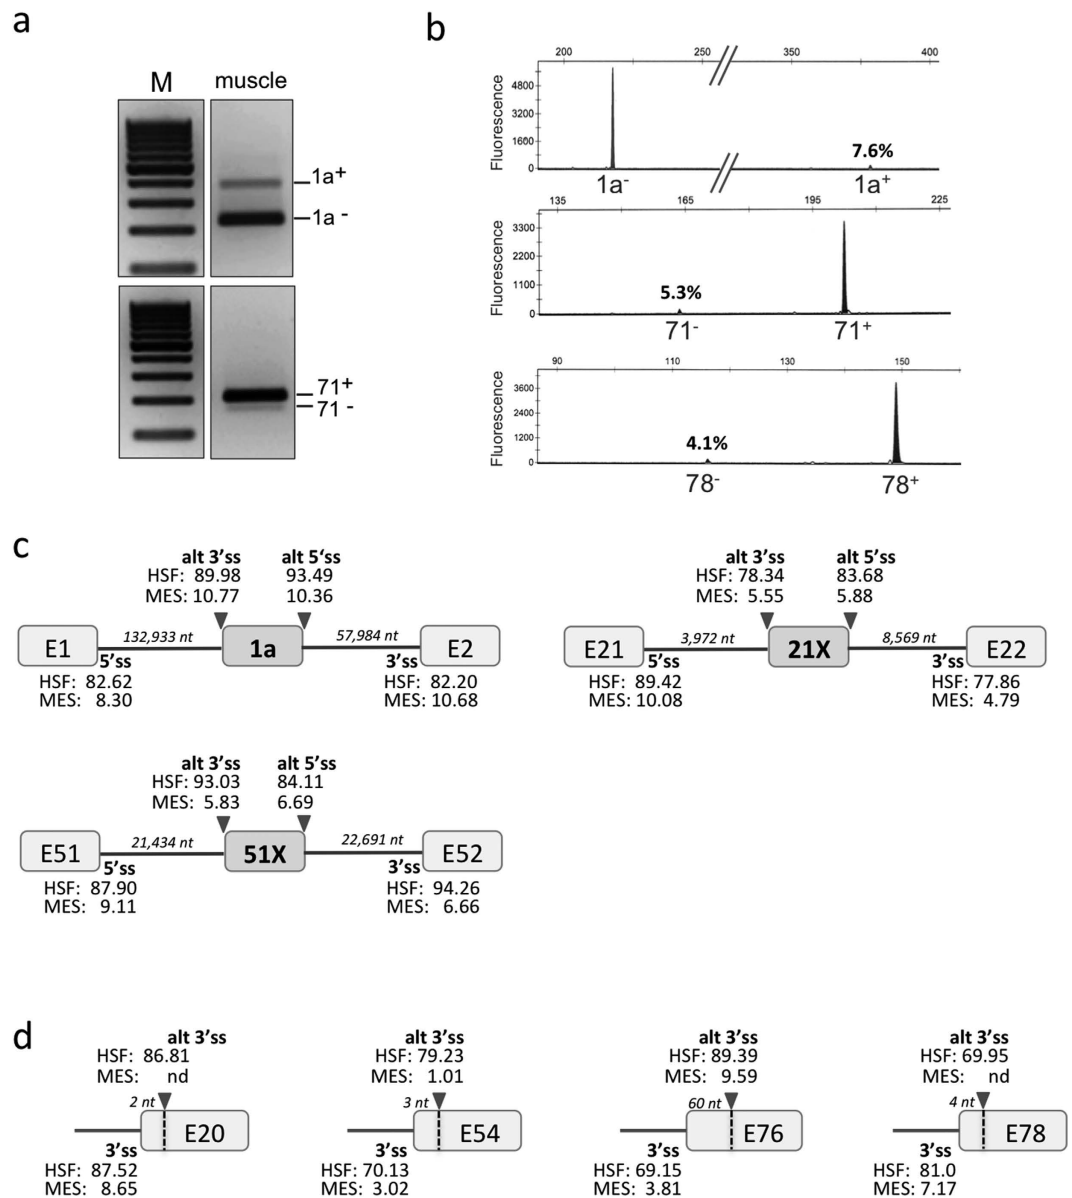 a
M
muscle
1a+
1a -
71+
71 -
b
200 250 350 400
Fluorescence
4800
3200
1600
0
7.6%
1a-
1a+
135 165 195 225
Fluorescence
3300
2200
1100
0
5.3%
71-
71+
90 110 130 150
Fluorescence
3600
2400
1200
0
4.1%
78-
78+
c
alt 3'ss alt 5'ss
HSF: 89.98 93.49
MES: 10.77 10.36
E1 132,933 nt 1a 57,984 nt E2
5'ss 3'ss
HSF: 82.62 HSF: 82.20
MES: 8.30 MES: 10.68
alt 3'ss alt 5'ss
HSF: 78.34 83.68
MES: 5.55 5.88
E21 3,972 nt 21X 8,569 nt E22
5'ss 3'ss
HSF: 89.42 HSF: 77.86
MES: 10.08 MES: 4.79
alt 3'ss alt 5'ss
HSF: 93.03 84.11
MES: 5.83 6.69
E51 21,434 nt 51X 22,691 nt E52
5'ss 3'ss
HSF: 87.90 HSF: 94.26
MES: 9.11 MES: 6.66
d
alt 3'ss
HSF: 86.81
MES: nd
2 nt
E20
3'ss
HSF: 87.52
MES: 8.65
alt 3'ss
HSF: 79.23
MES: 1.01
3 nt
E54
3'ss
HSF: 70.13
MES: 3.02
alt 3'ss
HSF: 89.39
MES: 9.59
60 nt
E76
3'ss
HSF: 69.15
MES: 3.81
alt 3'ss
HSF: 69.95
MES: nd
4 nt
E78
3'ss
HSF: 81.0
MES: 7.17